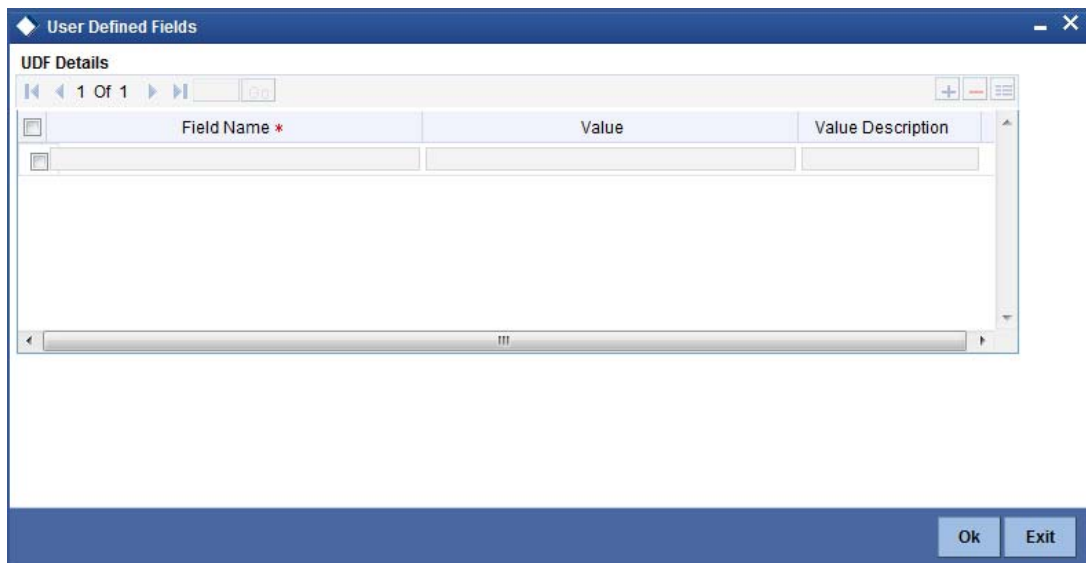 User Defined Fields
UDF Details
1 Of 1 Go
Field Name * Value Value Description
Ok Exit